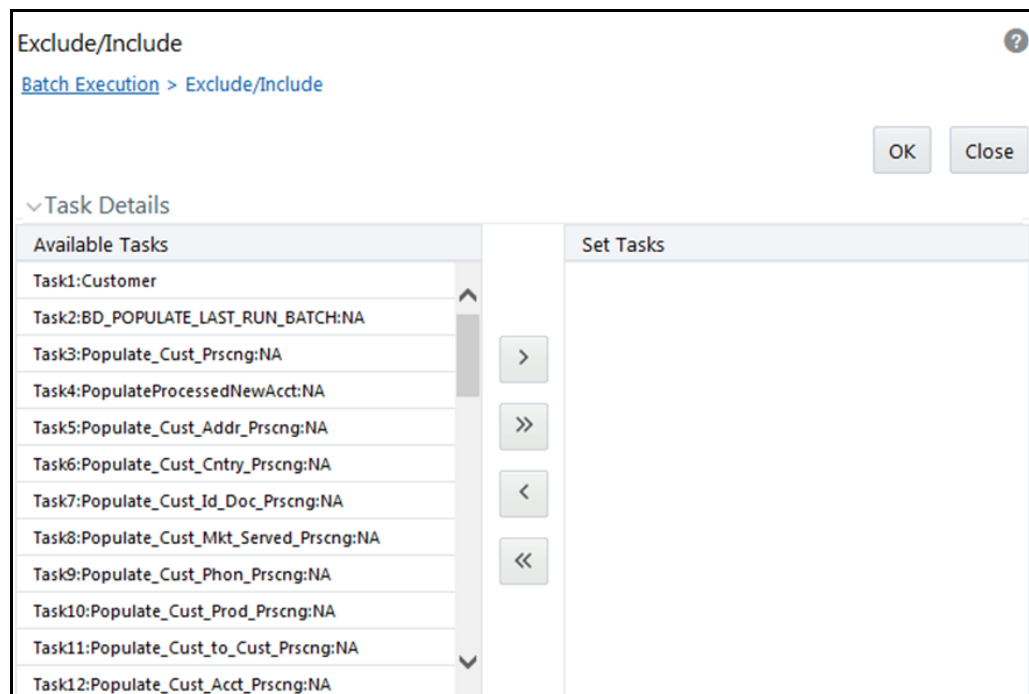 Exclude/Include
?
Batch Execution > Exclude/Include
OK Close
Task Details
Available Tasks
Set Tasks
Task1:Customer
Task2:BD_POPULATE_LAST_RUN_BATCH:NA
Task3:Populate_Cust_Prscng:NA
Task4:PopulateProcessedNewAcct:NA
Task5:Populate_Cust_Addr_Prscng:NA
Task6:Populate_Cust_Cntry_Prscng:NA
Task7:Populate_Cust_Id_Doc_Prscng:NA
Task8:Populate_Cust_Mkt_Served_Prscng:NA
Task9:Populate_Cust_Phon_Prscng:NA
Task10:Populate_Cust_Prod_Prscng:NA
Task11:Populate_Cust_to_Cust_Prscng:NA
Task12:Populate_Cust_Acct_Prscng:NA
>
>>
<
<<